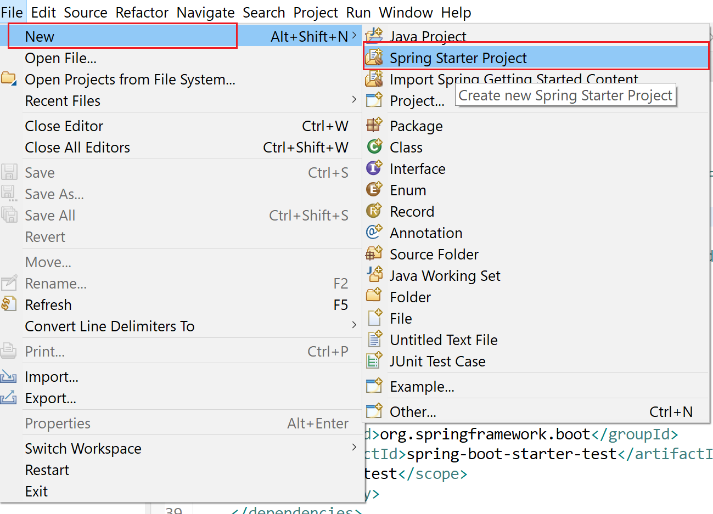 File Edit Source Refactor Navigate Search Project Run Window Help
New Alt+Shift+N
Open File...
Open Projects from File System...
Recent Files
Close Editor Ctrl+W
Close All Editors Ctrl+Shift+W
Save Ctrl+S
Save As...
Save All Ctrl+Shift+S
Revert
Move...
Rename... F2
Refresh F5
Convert Line Delimiters To
Print... Ctrl+P
Import...
Export...
Properties Alt+Enter
Switch Workspace
Restart
Exit
Java Project
Spring Starter Project
Import Spring Getting Started Content
Create new Spring Starter Project
Project...
Package
Class
Interface
Enum
Record
Annotation
Source Folder
Java Working Set
Folder
File
Untitled Text File
JUnit Test Case
Example...
Other... Ctrl+N
d>org.springframework.boot</groupId>
ctId>spring-boot-starter-test</artifactI
test</scope>
y>
39 </dependencies>